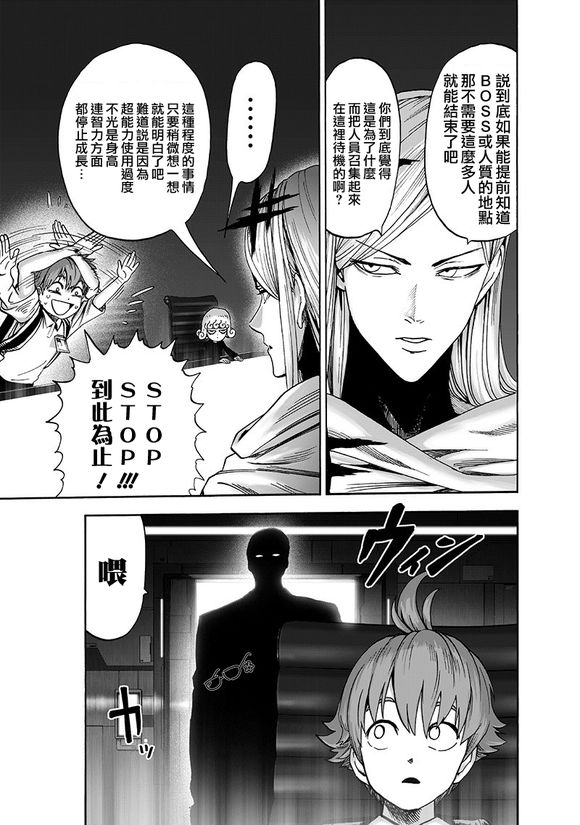 說到底如果能提前知道
BOSS或人質的地點
那不需要這麼多人
就能結束了吧
你們到底覺得
這是為了什麼
而把人員召集起來
在這裡待機的啊？
⋯⋯
這種程度的事情
只要稍微想一想
就能明白了吧
難道説是因為
超能力使用過度
不光是身高
連智力方面
都停止成長⋯
STOP
STOP!!!
到此為止！
ウィン
喂
カッ